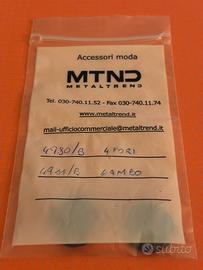 Accessori moda
MTND
METALTREND
Tel. 030-740.11.52 - Fax 030-740.11.74
www.metaltrend.it
mail-ufficiocommerciale@metaltrend.it
4930/B 4 FORI
4931/B GAMBO
subito